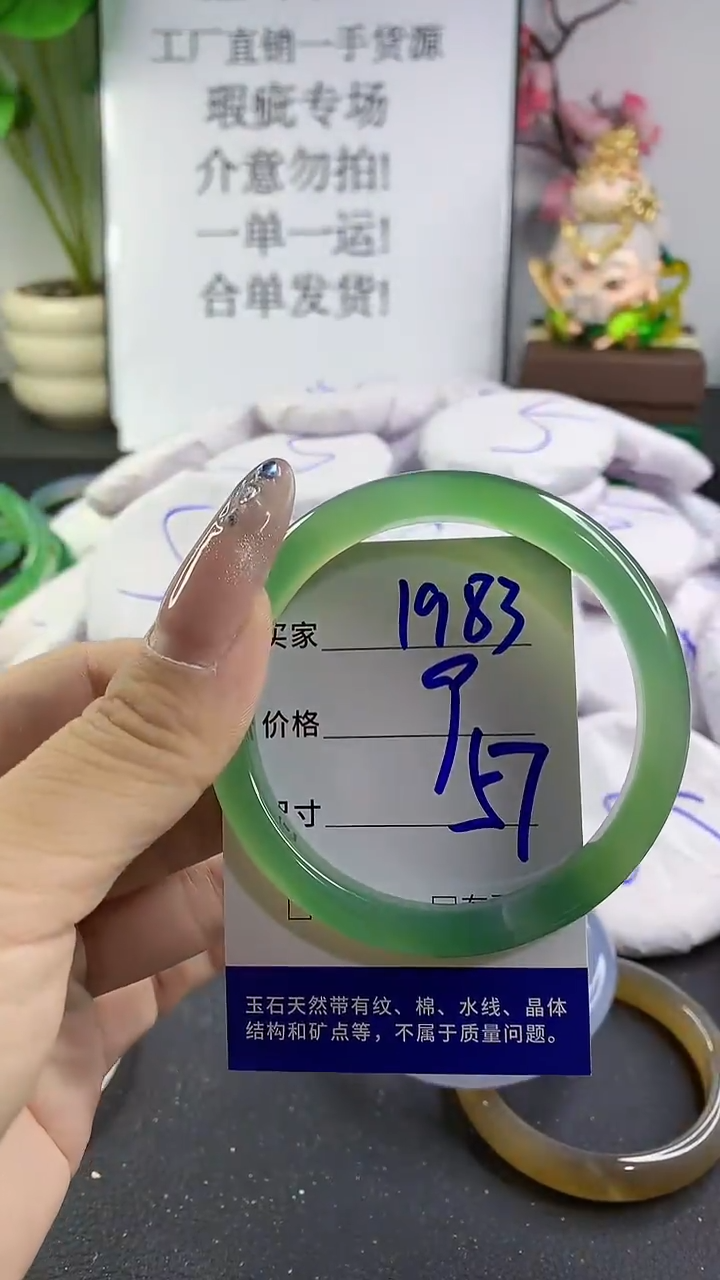 工厂直销一手货源
瑕疵专场
介意勿拍!
一单一运!
合单发货!
买家 1983
价格 9
尺寸 57
玉石天然带有纹、棉、水线、晶体
结构和矿点等，不属于质量问题。